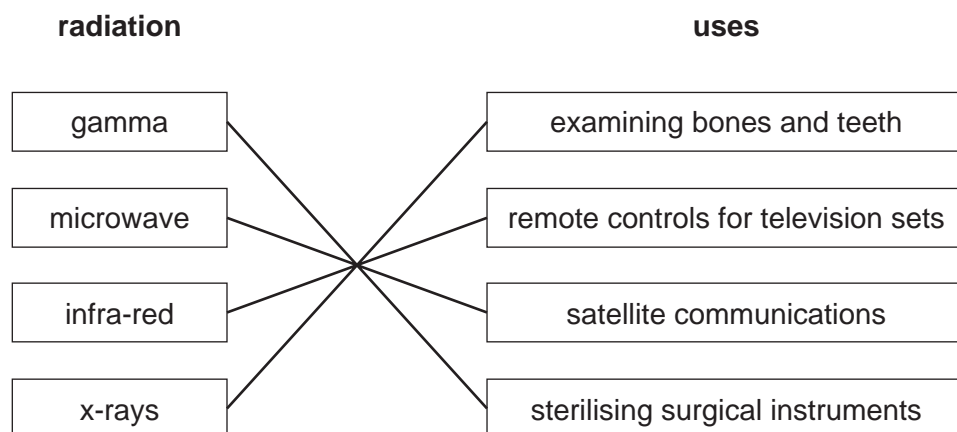 radiation uses
gamma examining bones and teeth
microwave remote controls for television sets
infra-red satellite communications
x-rays sterilising surgical instruments